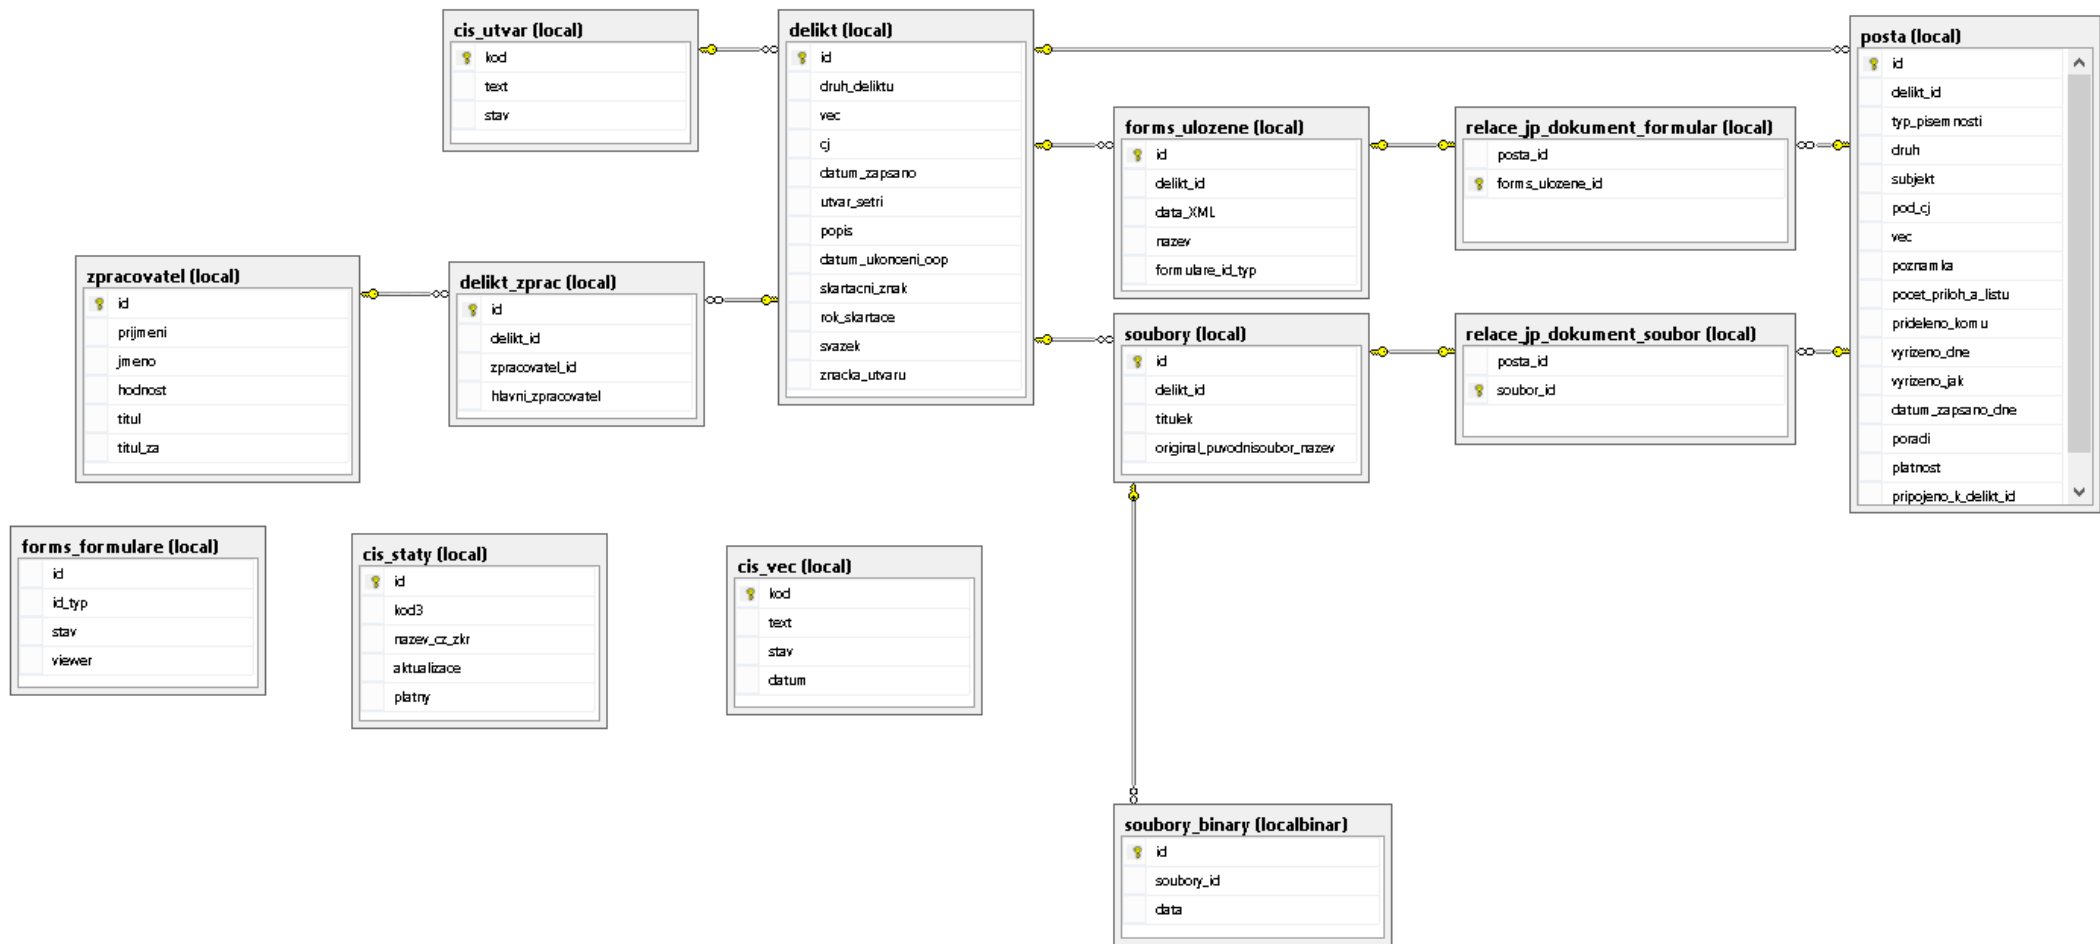 cis_utvar (local)
kod
text
stav
delikt (local)
id
druh_deliktu
vec
cj
datum_zapsano
utvar_setri
popis
datum_ukonceni_oop
skartacni_znak
rok_skartace
svazek
znacka_utvaru
posta (local)
id
delikt_id
typ_pisemnosti
druh
subjekt
pod_cj
vec
poznamka
pocet_priloh_a_listu
prideleno_komu
vyrizeno_dne
vyrizeno_jak
datum_zapsano_dne
poradi
platnost
pripojeno_k_delikt_id
forms_ulozene (local)
id
delikt_id
data_XML
nazev
formulare_id_typ
relace_jp_dokument_formular (local)
posta_id
forms_ulozene_id
zpracovatel (local)
id
prijmeni
jmeno
hodnost
titul
titul_za
delikt_zprac (local)
id
delikt_id
zpracovatel_id
hlavni_zpracovatel
soubory (local)
id
delikt_id
titulek
original_puvodnisoubor_nazev
relace_jp_dokument_soubor (local)
posta_id
soubor_id
forms_formulare (local)
id
id_typ
stav
viewer
cis_staty (local)
id
kod3
nazev_cz_zkr
aktualizace
platny
cis_vec (local)
kod
text
stav
datum
soubory_binary (localbinar)
id
soubory_id
data